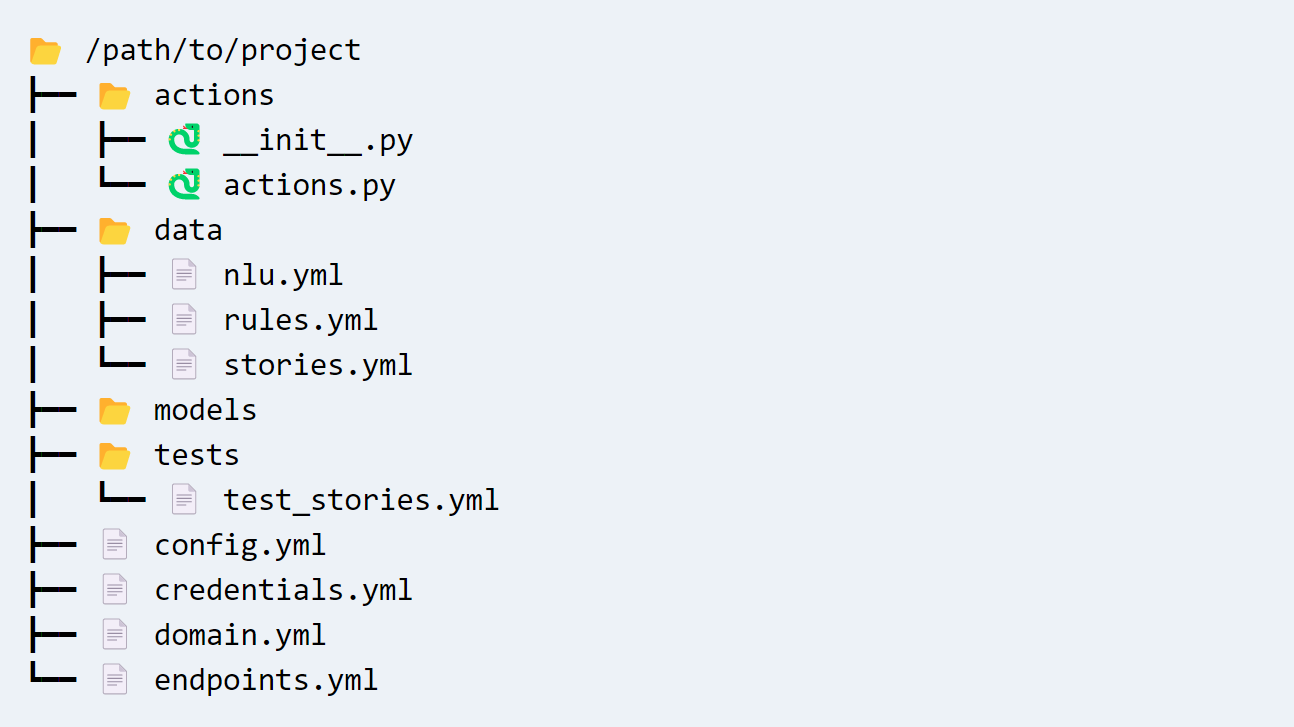 /path/to/project
actions
__init__.py
actions.py
data
nlu.yml
rules.yml
stories.yml
models
tests
test_stories.yml
config.yml
credentials.yml
domain.yml
endpoints.yml